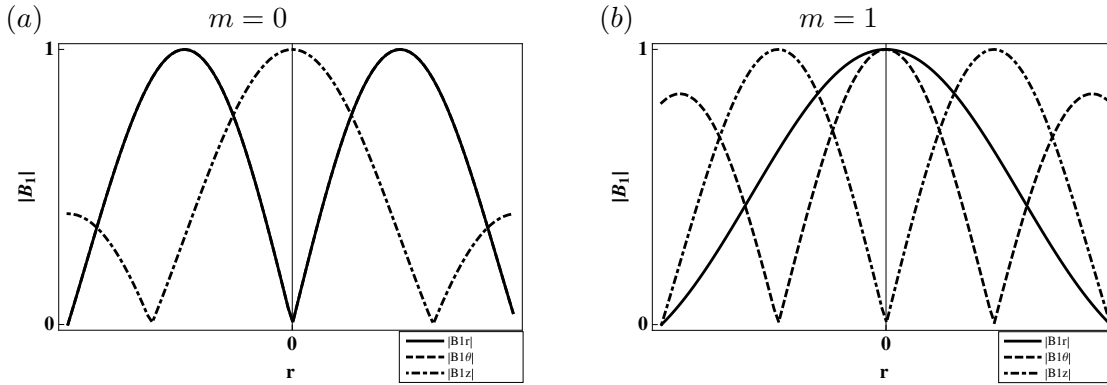 (a)
m = 0
1
|B₁|
0
0
r
|B1r|
|B1θ|
|B1z|
(b)
m = 1
1
|B₁|
0
0
r
|B1r|
|B1θ|
|B1z|